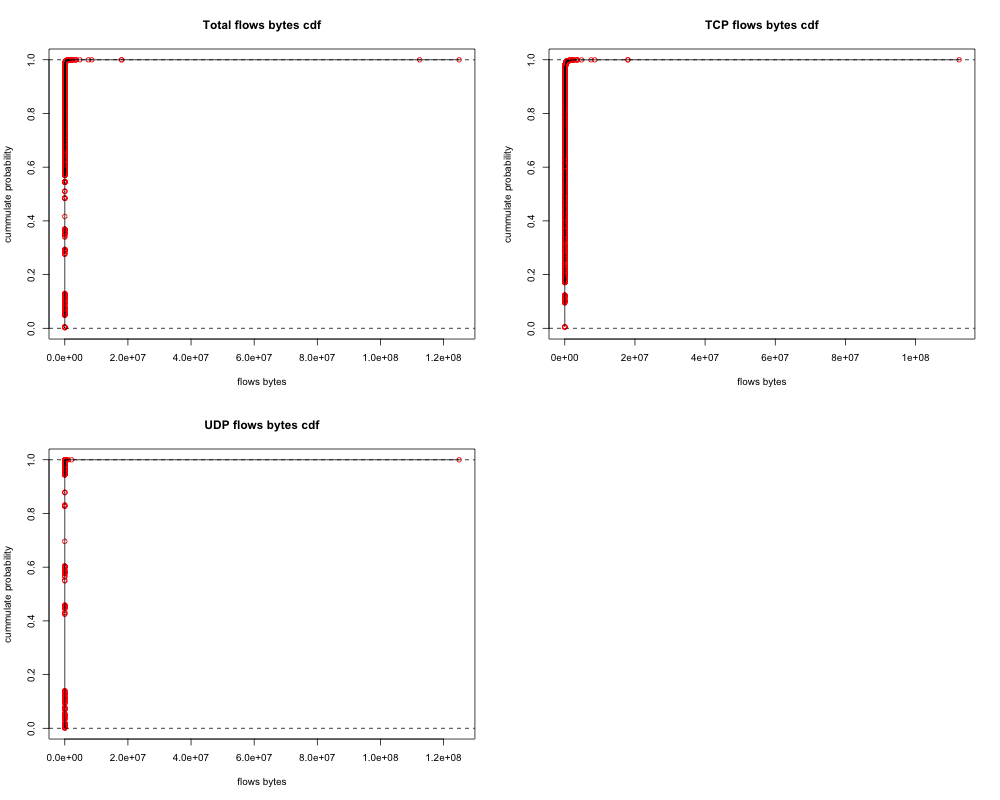 Total flows bytes cdf
cummulate probability
1.0
0.8
0.6
0.4
0.2
0.0
0.0e+00 2.0e+07 4.0e+07 6.0e+07 8.0e+07 1.0e+08 1.2e+08
flows bytes
TCP flows bytes cdf
cummulate probability
1.0
0.8
0.6
0.4
0.2
0.0
0e+00 2e+07 4e+07 6e+07 8e+07 1e+08
flows bytes
UDP flows bytes cdf
cummulate probability
1.0
0.8
0.6
0.4
0.2
0.0
0.0e+00 2.0e+07 4.0e+07 6.0e+07 8.0e+07 1.0e+08 1.2e+08
flows bytes